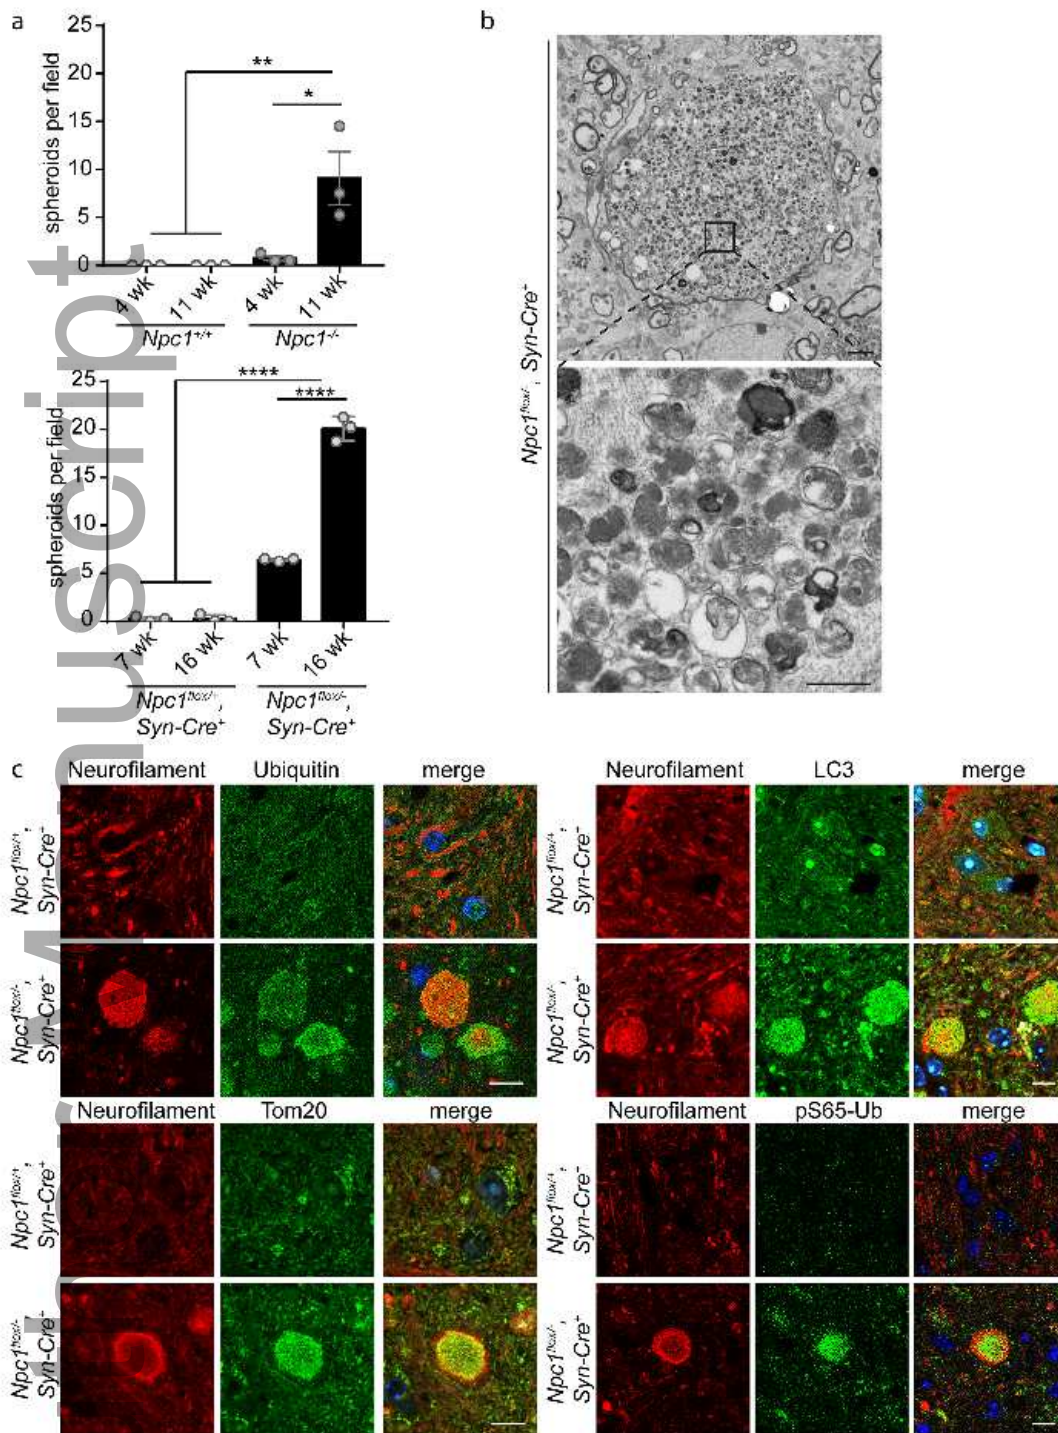 a
spheroids per field
25
20
15
10
5
0
**
*
4 wk
11 wk
4 wk
11 wk
Npc1+/+
Npc1-/-
spheroids per field
25
20
15
10
5
0
****
****
7 wk
16 wk
7 wk
16 wk
Npc1flox/+,
Syn-Cre+
Npc1flox/-,
Syn-Cre+
b
Npc1flox/-, Syn-Cre+
c
Neurofilament Ubiquitin merge
Npc1flox/+,
Syn-Cre+
Npc1flox/-,
Syn-Cre+
Neurofilament LC3 merge
Npc1flox/+,
Syn-Cre+
Npc1flox/-,
Syn-Cre+
Neurofilament Tom20 merge
Npc1flox/+,
Syn-Cre+
Npc1flox/-,
Syn-Cre+
Neurofilament pS65-Ub merge
Npc1flox/+,
Syn-Cre+
Npc1flox/-,
Syn-Cre+
Manuscript